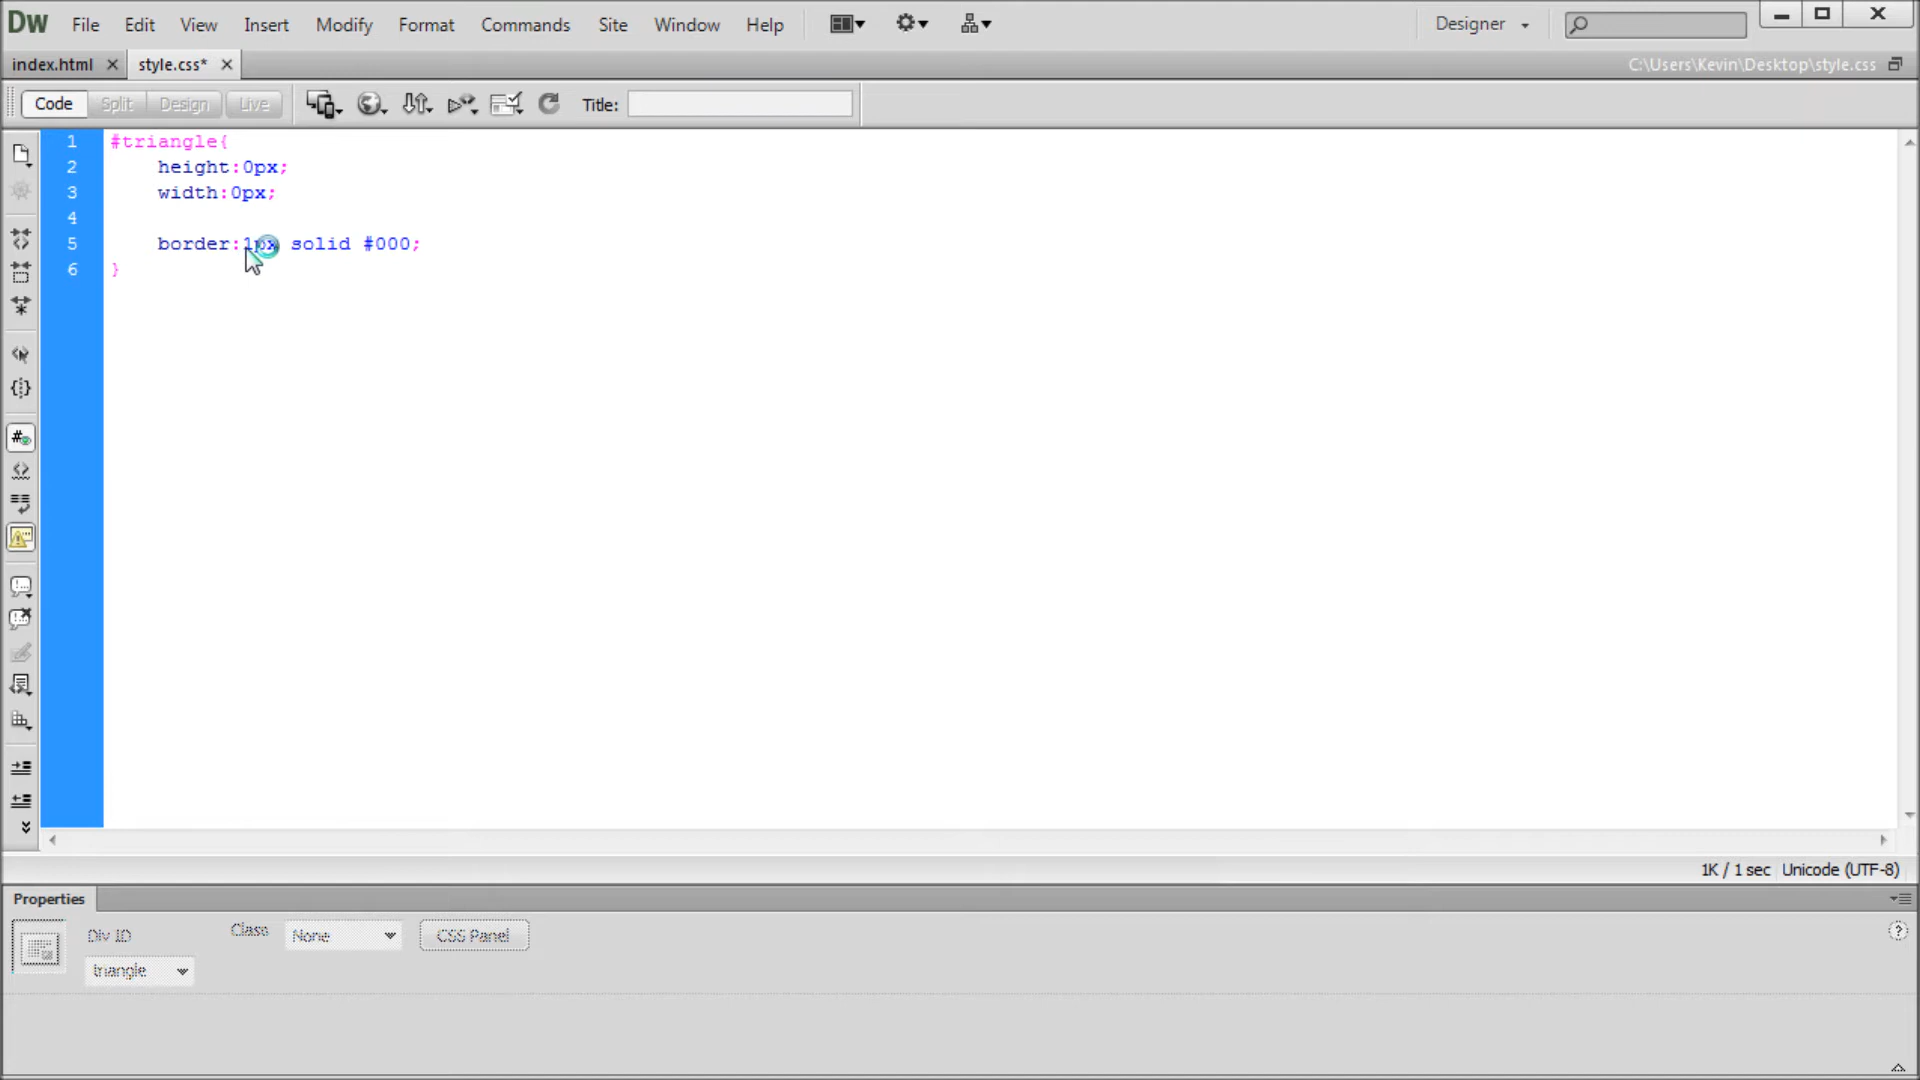 Dw File Edit View Insert Modify Format Commands Site Window Help Designer
index.html style.css* C:\Users\Kevin\Desktop\style.css
Code Split Design Live Title:
1 #triangle{
2 height:0px;
3 width:0px;
4
5 border:1px solid #000;
6 }
1K / 1 sec Unicode (UTF-8)
Properties
Div ID Class None CSS Panel
triangle